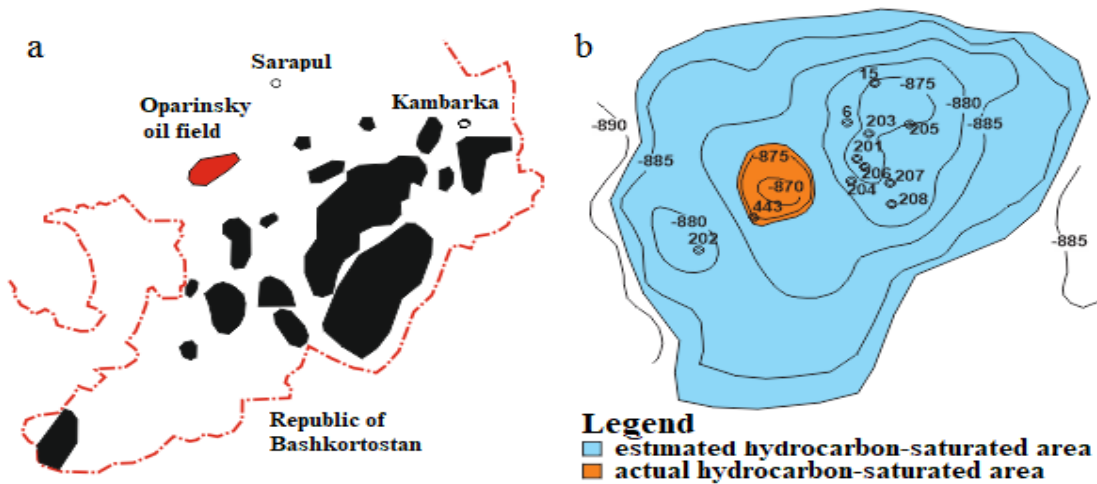 a
Sarapul
Oparinsky
oil field
Kambarka
Republic of
Bashkortostan
b
15
-875
6
-880
203
205
-885
-890
201
-885
-875
206
207
204
-870
208
443
-880
202
-885
Legend
estimated hydrocarbon-saturated area
actual hydrocarbon-saturated area